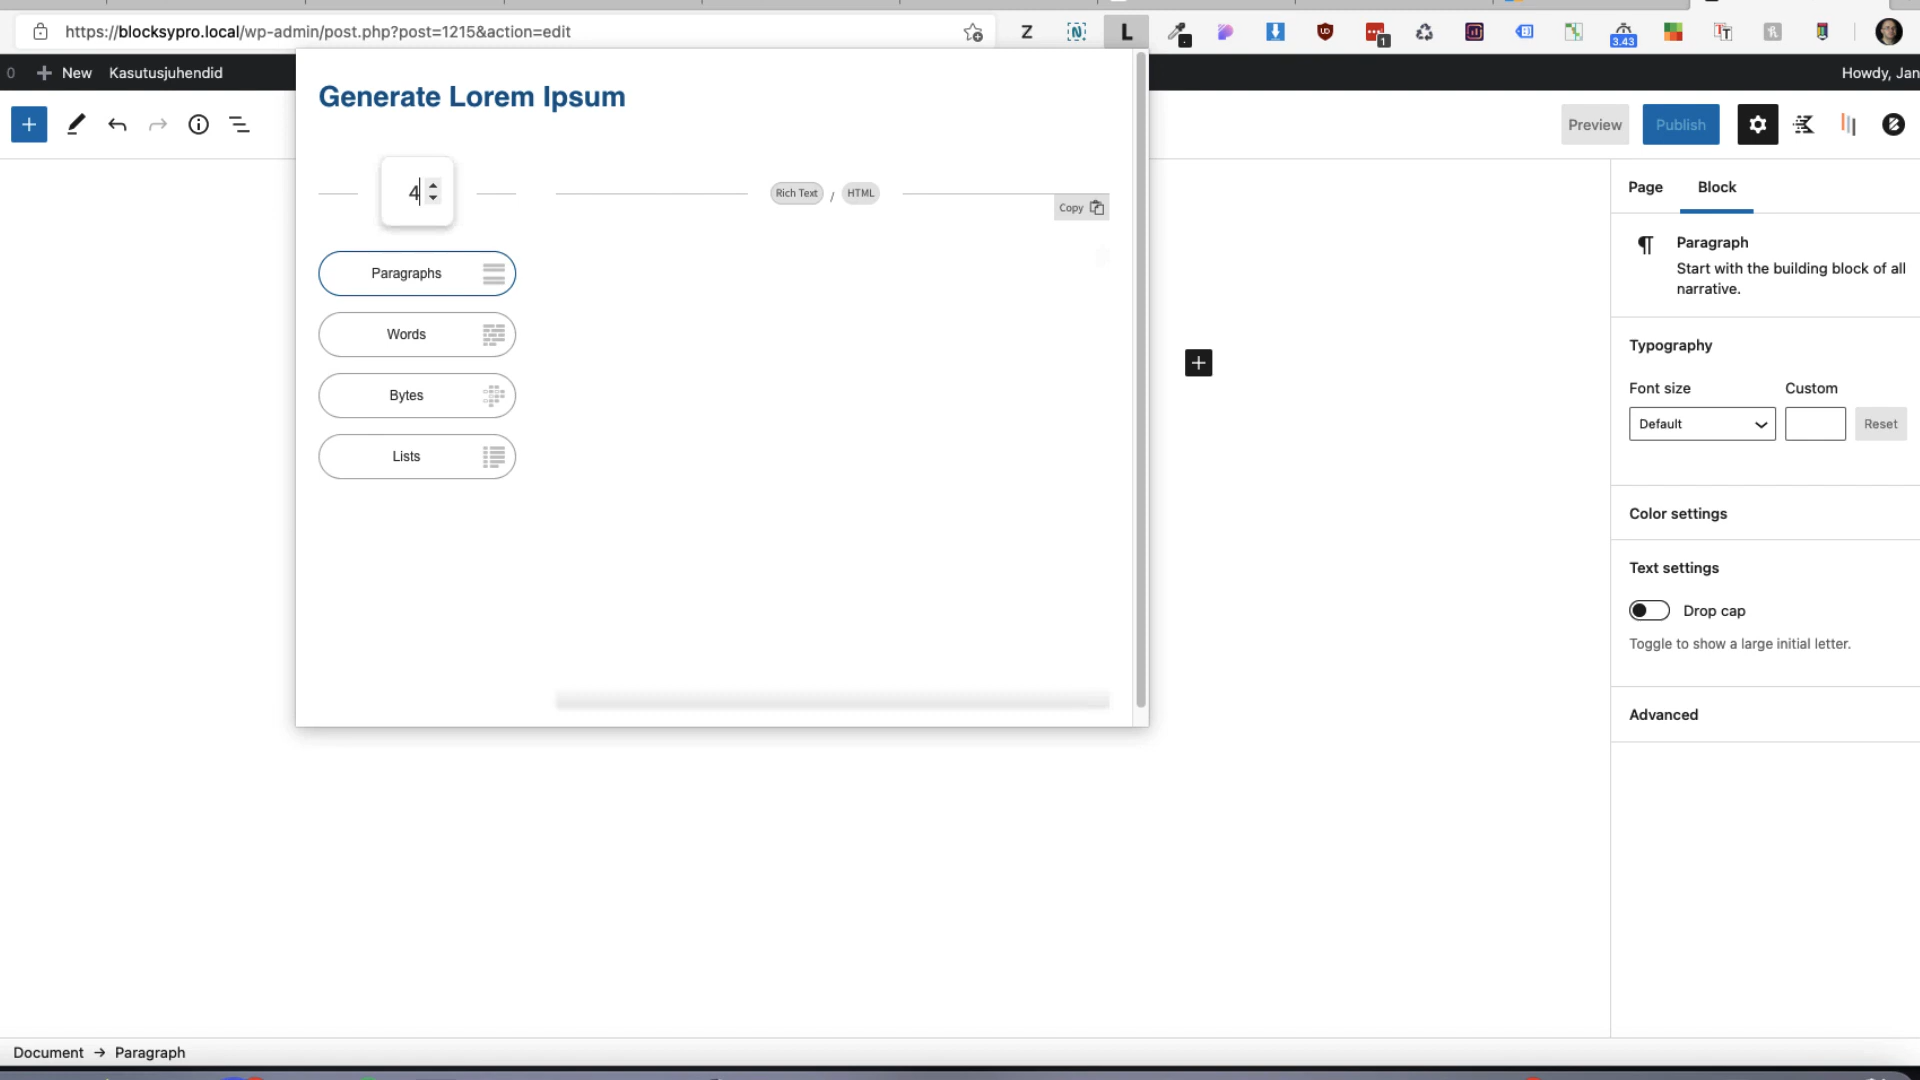 https://blocksypro.local/wp-admin/post.php?post=1215&action=edit
Z
N
L
1
3.43
0
New
Kasutusjuhendid
Howdy, Jan
Generate Lorem Ipsum
Preview
Publish
4
Rich Text / HTML
Copy
Page
Block
Paragraphs
Words
Bytes
Lists
Paragraph
Start with the building block of all
narrative.
Typography
Font size
Custom
Default
Reset
Color settings
Text settings
Drop cap
Toggle to show a large initial letter.
Advanced
Document → Paragraph